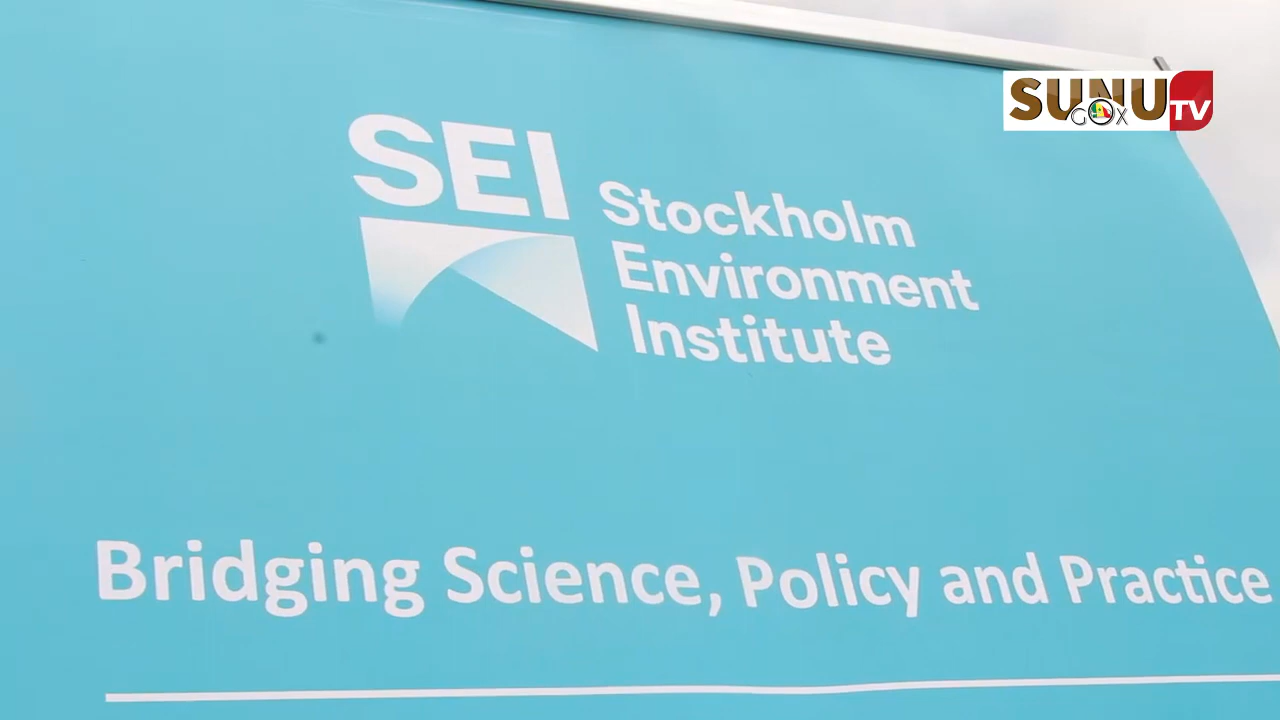 SUNU
GOX
TV
SEI
Stockholm
Environment
Institute
Bridging Science, Policy and Practice